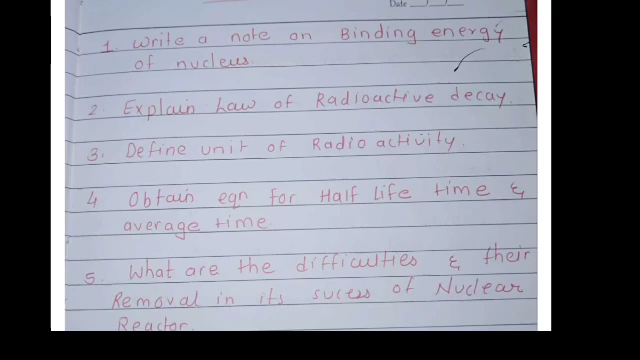 Date
1. Write a note on Binding energy
of nucleus.
2. Explain Law of Radioactive decay.
3. Define unit of Radio activity.
4 Obtain eqn for Half Life time &
average time
5. What are the difficulties & their
Removal in its sucess of Nuclear
Reactor.